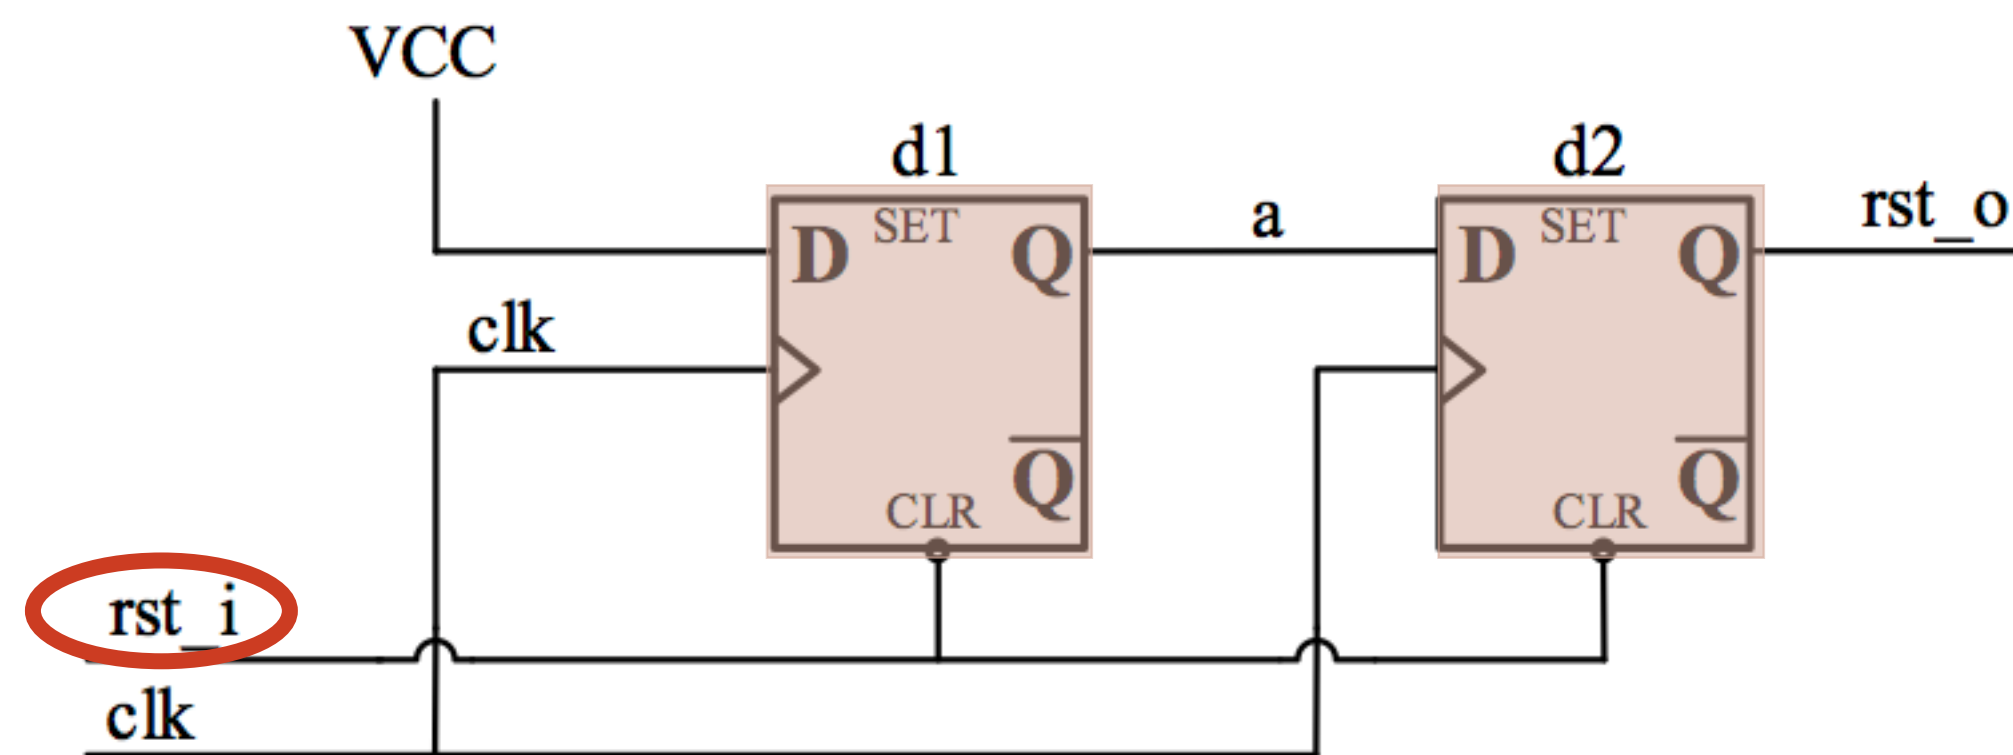 VCC
d1
d2
SET
SET
D
Q
a
D
Q
rst_o
clk
Q
Q
CLR
CLR
rst_i
clk